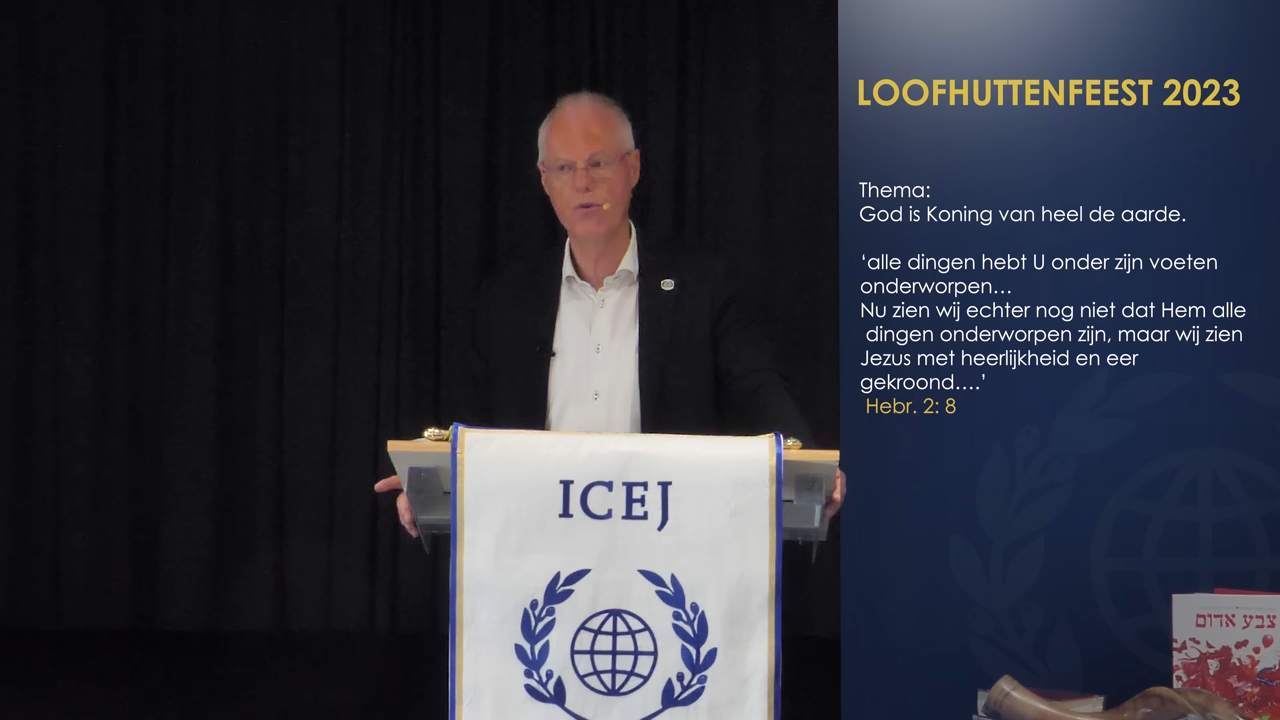 LOOFHUTTENFEEST 2023
Thema:
God is Koning van heel de aarde.
‘alle dingen hebt U onder zijn voeten
onderworpen…
Nu zien wij echter nog niet dat Hem alle
dingen onderworpen zijn, maar wij zien
Jezus met heerlijkheid en eer
gekroond….’
Hebr. 2: 8
ICEJ
צבע אדום